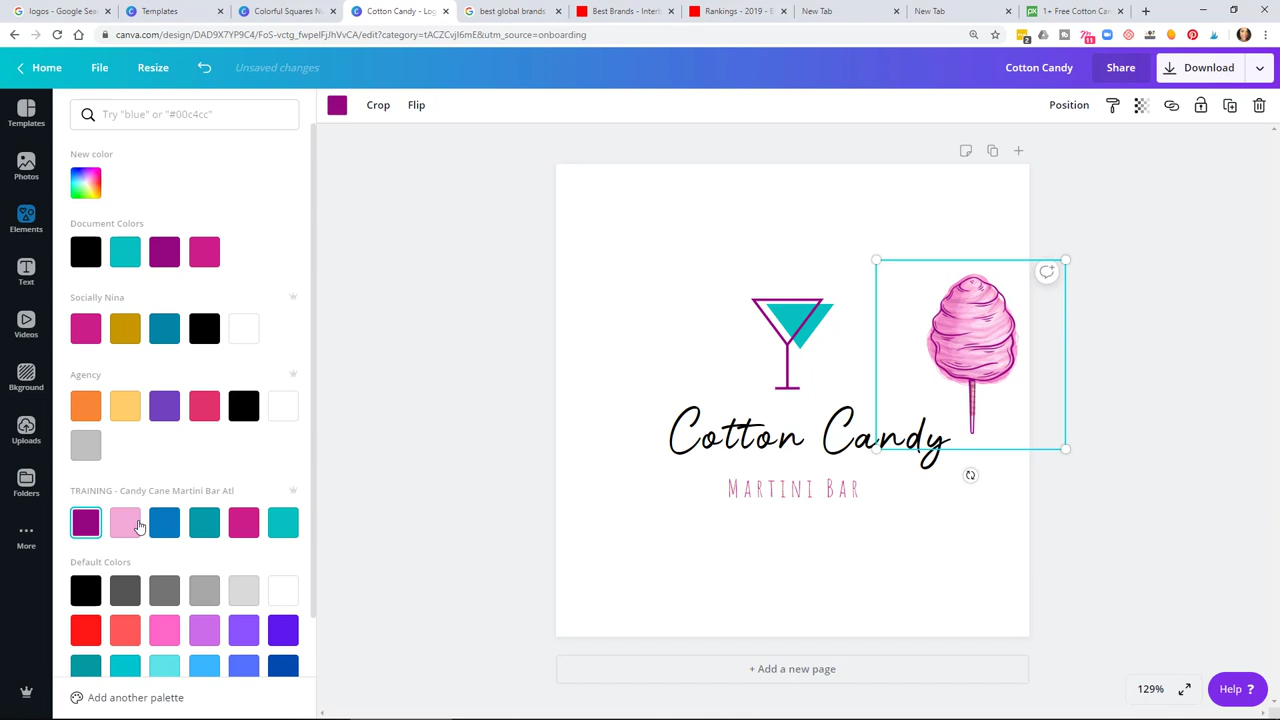 logos - Google Se
Templates
Colorful Squares N
Cotton Candy - Lo
best global brands
Best Brands - Inter
Rankings - 2019 - E
New Tab
New Tab
1+ Free Cotton Ca
canva.com/design/DAD9X7YP9C4/FoS-vctg_fwpelFjJhVvCA/edit?category=tACZCvjI6mE&utm_source=onboarding
Home
File
Resize
Unsaved changes
Cotton Candy
Share
Download
Try "blue" or "#00c4cc"
Crop
Flip
Position
Templates
Photos
Elements
Text
Videos
Bkground
Uploads
Folders
More
New color
Document Colors
Socially Nina
Agency
TRAINING - Candy Cane Martini Bar Atl
Default Colors
Add another palette
Cotton Candy
Martini Bar
+ Add a new page
129%
Help ?